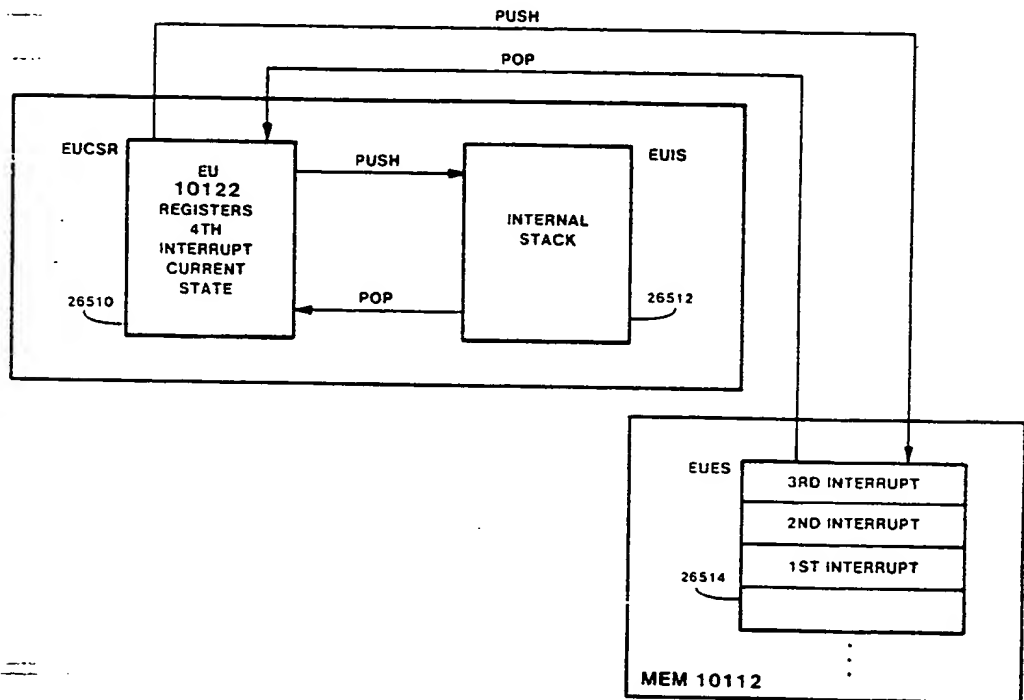 PUSH
POP
EUCSR
EU
10122
REGISTERS
4TH
INTERRUPT
CURRENT
STATE
26510
PUSH
POP
INTERNAL
STACK
EUIS
26512
EUES
3RD INTERRUPT
2ND INTERRUPT
1ST INTERRUPT
26514
MEM 10112